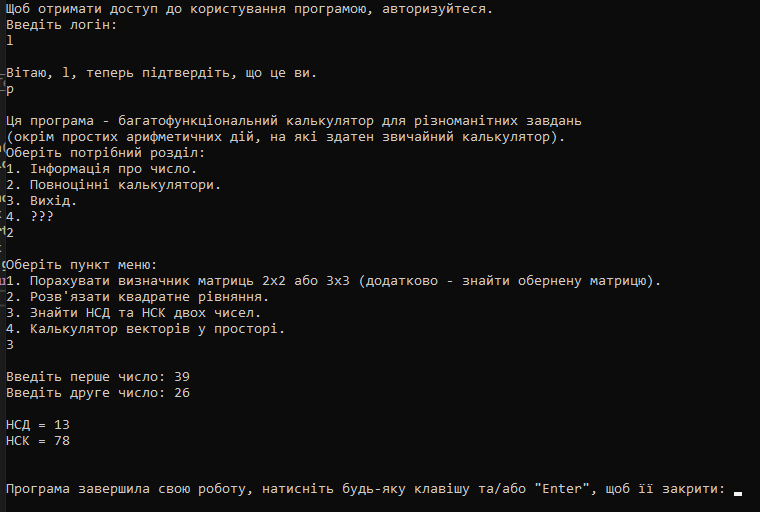 Щоб отримати доступ до користування програмою, авторизуйтеся.
Введіть логін:
l
Вітаю, l, теперь підтвердіть, що це ви.
p
Ця програма - багатофункціональний калькулятор для різноманітних завдань
(окрім простих арифметичних дій, на які здатен звичайний калькулятор).
Оберіть потрібний розділ:
1. Інформація про число.
2. Повноцінні калькулятори.
3. Вихід.
4. ???
2
Оберіть пункт меню:
1. Порахувати визначник матриць 2x2 або 3x3 (додатково - знайти обернену матрицю).
2. Розв'язати квадратне рівняння.
3. Знайти НСД та НСК двох чисел.
4. Калькулятор векторів у просторі.
3
Введіть перше число: 39
Введіть друге число: 26
НСД = 13
НСК = 78
Програма завершила свою роботу, натисніть будь-яку клавішу та/або "Enter", щоб її закрити: